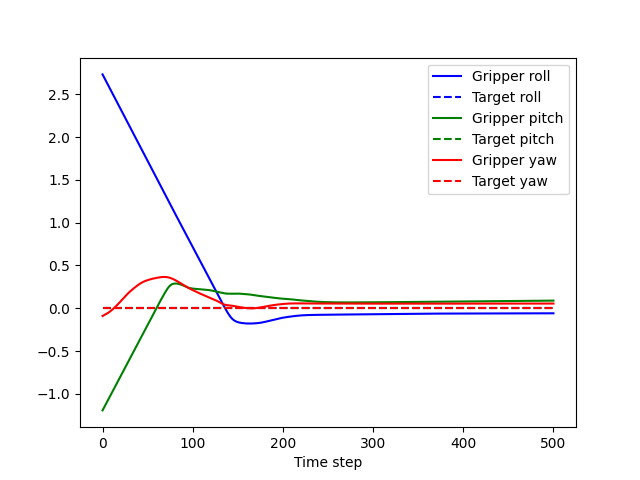 Gripper roll
Target roll
Gripper pitch
Target pitch
Gripper yaw
Target yaw
2.5
2.0
1.5
1.0
0.5
0.0
−0.5
−1.0
0 100 200 300 400 500
Time step